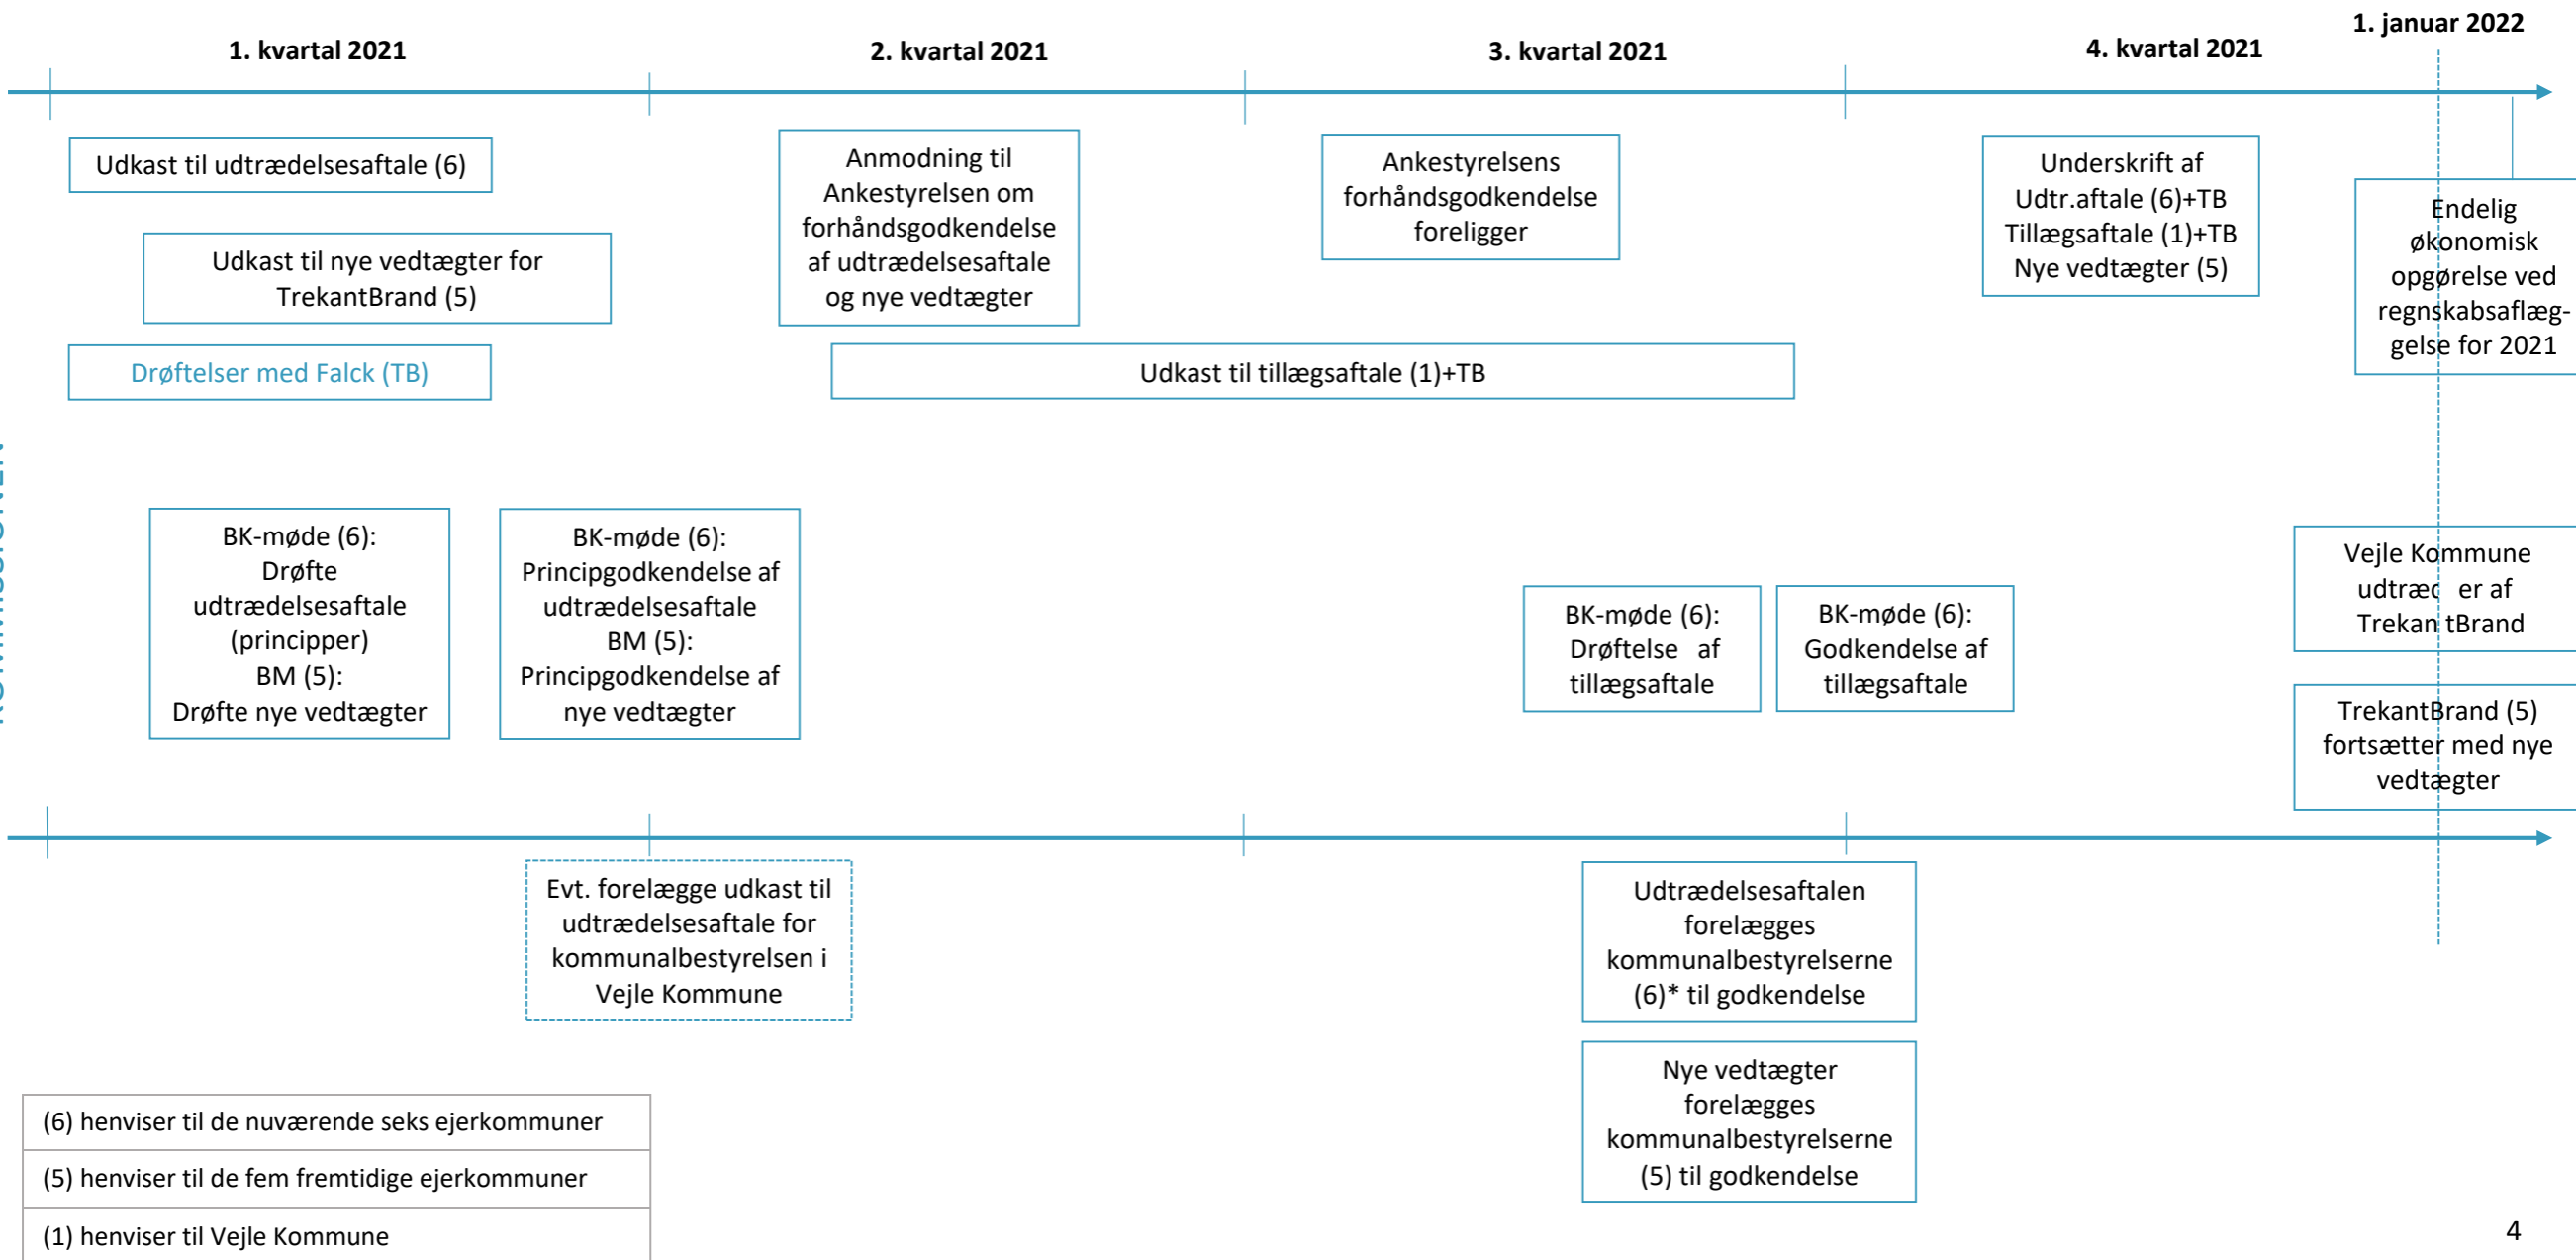 1. januar 2022
1. kvartal 2021
2. kvartal 2021
3. kvartal 2021
4. kvartal 2021
Udkast til udtrædelsesaftale (6)
Udkast til nye vedtægter for
TrekantBrand (5)
Drøftelser med Falck (TB)
Anmodning til
Ankestyrelsen om
forhåndsgodkendelse
af udtrædelsesaftale
og nye vedtægter
Ankestyrelsens
forhåndsgodkendelse
foreligger
Underskrift af
Udtr.aftale (6)+TB
Tillægsaftale (1)+TB
Nye vedtægter (5)
Endelig
økonomisk
opgørelse ved
regnskabsaflæg-
gelse for 2021
Udkast til tillægsaftale (1)+TB
BK-møde (6):
Drøfte
udtrædelsesaftale
(principper)
BM (5):
Drøfte nye vedtægter
BK-møde (6):
Principgodkendelse af
udtrædelsesaftale
BM (5):
Principgodkendelse af
nye vedtægter
BK-møde (6):
Drøftelse af
tillægsaftale
BK-møde (6):
Godkendelse af
tillægsaftale
Vejle Kommune
udtræder af
TrekantBrand
TrekantBrand (5)
fortsætter med nye
vedtægter
Evt. forelægge udkast til
udtrædelsesaftale for
kommunalbestyrelsen i
Vejle Kommune
Udtrædelsesaftalen
forelægges
kommunalbestyrelserne
(6)* til godkendelse
Nye vedtægter
forelægges
kommunalbestyrelserne
(5) til godkendelse
(6) henviser til de nuværende seks ejerkommuner
(5) henviser til de fem fremtidige ejerkommuner
(1) henviser til Vejle Kommune
4